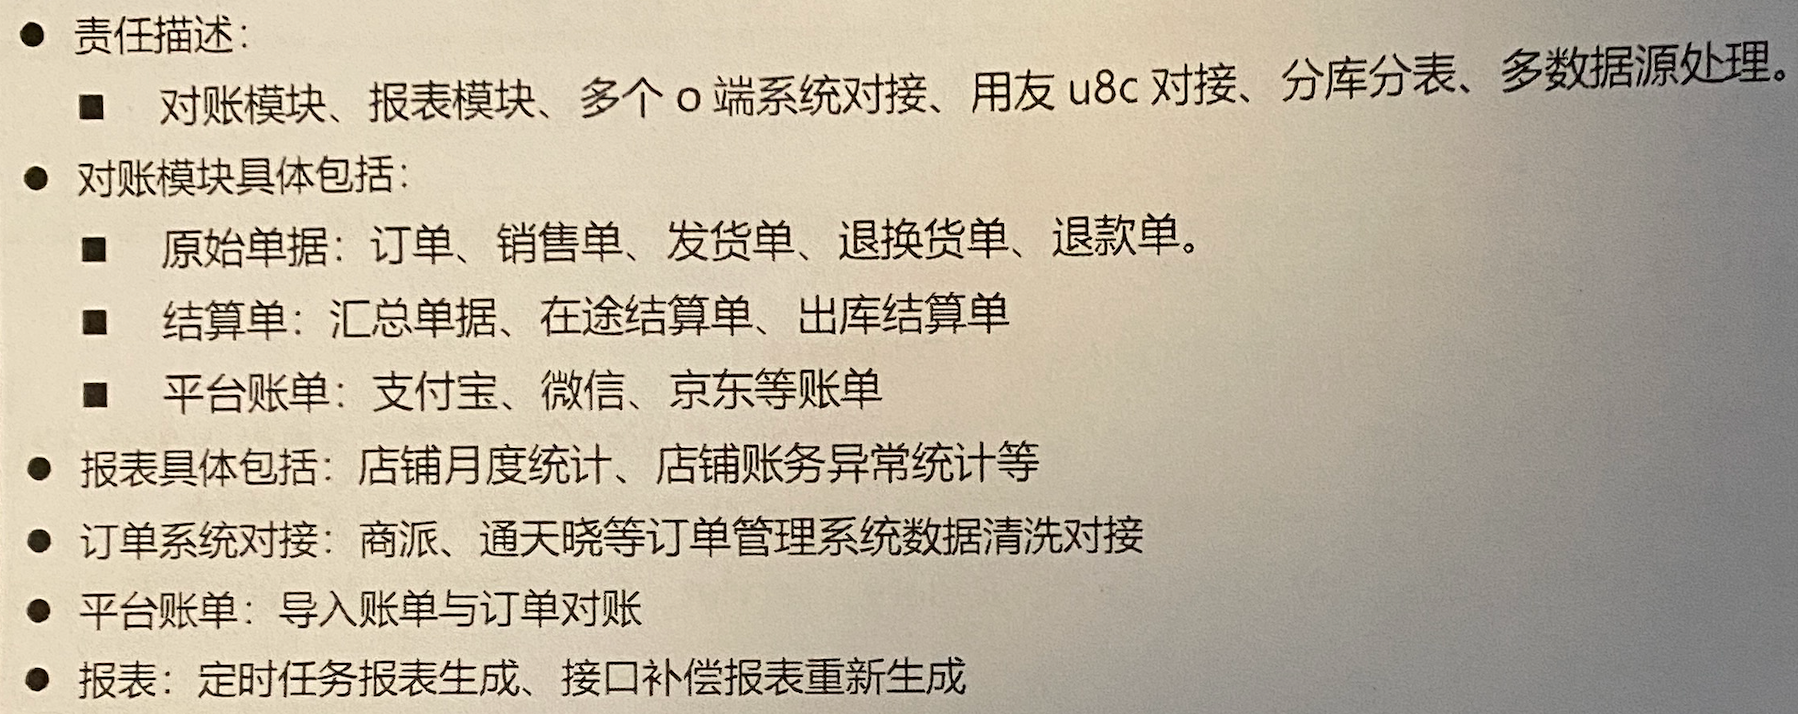 ● 责任描述：
■ 对账模块、报表模块、多个 o 端系统对接、用友 u8c 对接、分库分表、多数据源处理。
● 对账模块具体包括：
■ 原始单据：订单、销售单、发货单、退换货单、退款单。
■ 结算单：汇总单据、在途结算单、出库结算单
■ 平台账单：支付宝、微信、京东等账单
● 报表具体包括：店铺月度统计、店铺账务异常统计等
● 订单系统对接：商派、通天晓等订单管理系统数据清洗对接
● 平台账单：导入账单与订单对账
● 报表：定时任务报表生成、接口补偿报表重新生成